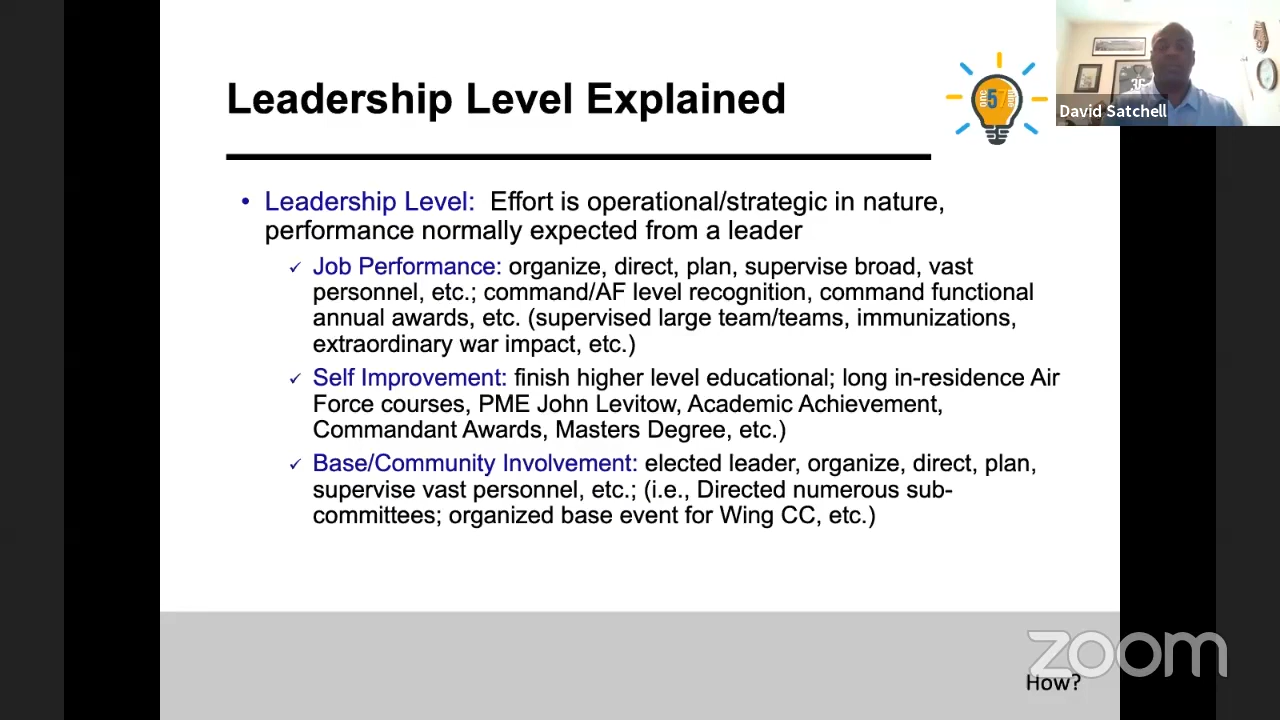 Leadership Level Explained
one 57 nine
David Satchell
• Leadership Level: Effort is operational/strategic in nature,
performance normally expected from a leader
✓ Job Performance: organize, direct, plan, supervise broad, vast
personnel, etc.; command/AF level recognition, command functional
annual awards, etc. (supervised large team/teams, immunizations,
extraordinary war impact, etc.)
✓ Self Improvement: finish higher level educational; long in-residence Air
Force courses, PME John Levitow, Academic Achievement,
Commandant Awards, Masters Degree, etc.)
✓ Base/Community Involvement: elected leader, organize, direct, plan,
supervise vast personnel, etc.; (i.e., Directed numerous sub-
committees; organized base event for Wing CC, etc.)
zoom
How?